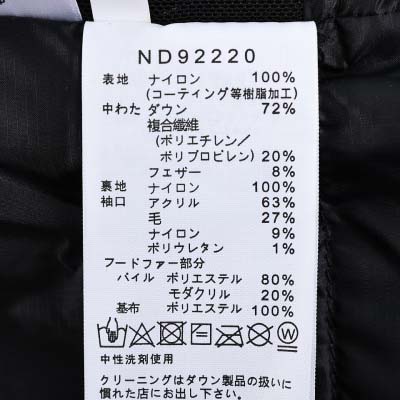 ND92220
表地 ナイロン 100%
(コーティング等樹脂加工)
中わた ダウン 72%
複合繊維
(ポリエチレン/
ポリプロピレン) 20%
フェザー 8%
裏地 ナイロン 100%
袖口 アクリル 63%
毛 27%
ナイロン 9%
ポリウレタン 1%
フードファー部分
パイル ポリエステル 80%
モダクリル 20%
基布 ポリエステル 100%
W
中性洗剤使用
クリーニングはダウン製品の扱いに
慣れた店にお出し下さい。